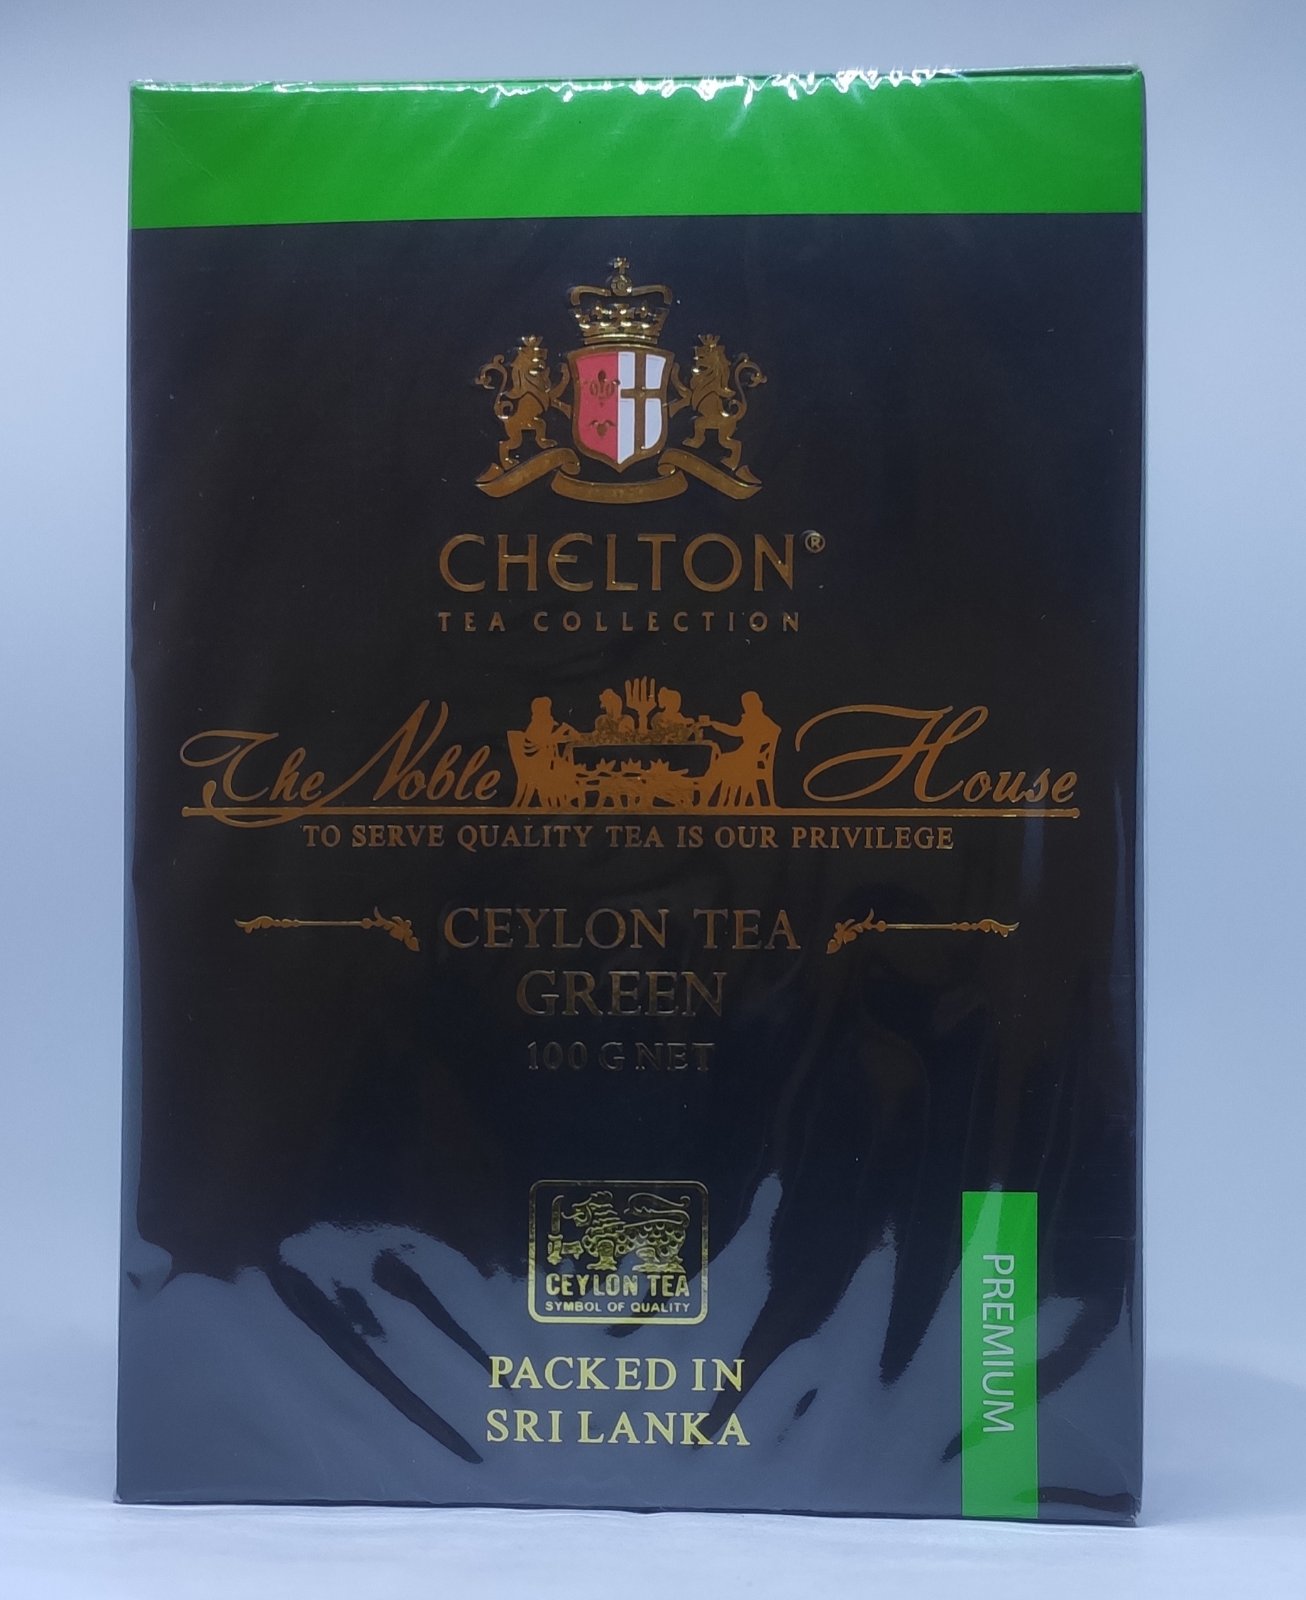 CHELTON®
TEA COLLECTION
The Noble House
TO SERVE QUALITY TEA IS OUR PRIVILEGE
CEYLON TEA
GREEN
100 G NET
CEYLON TEA
SYMBOL OF QUALITY
PACKED IN
SRI LANKA
PREMIUM